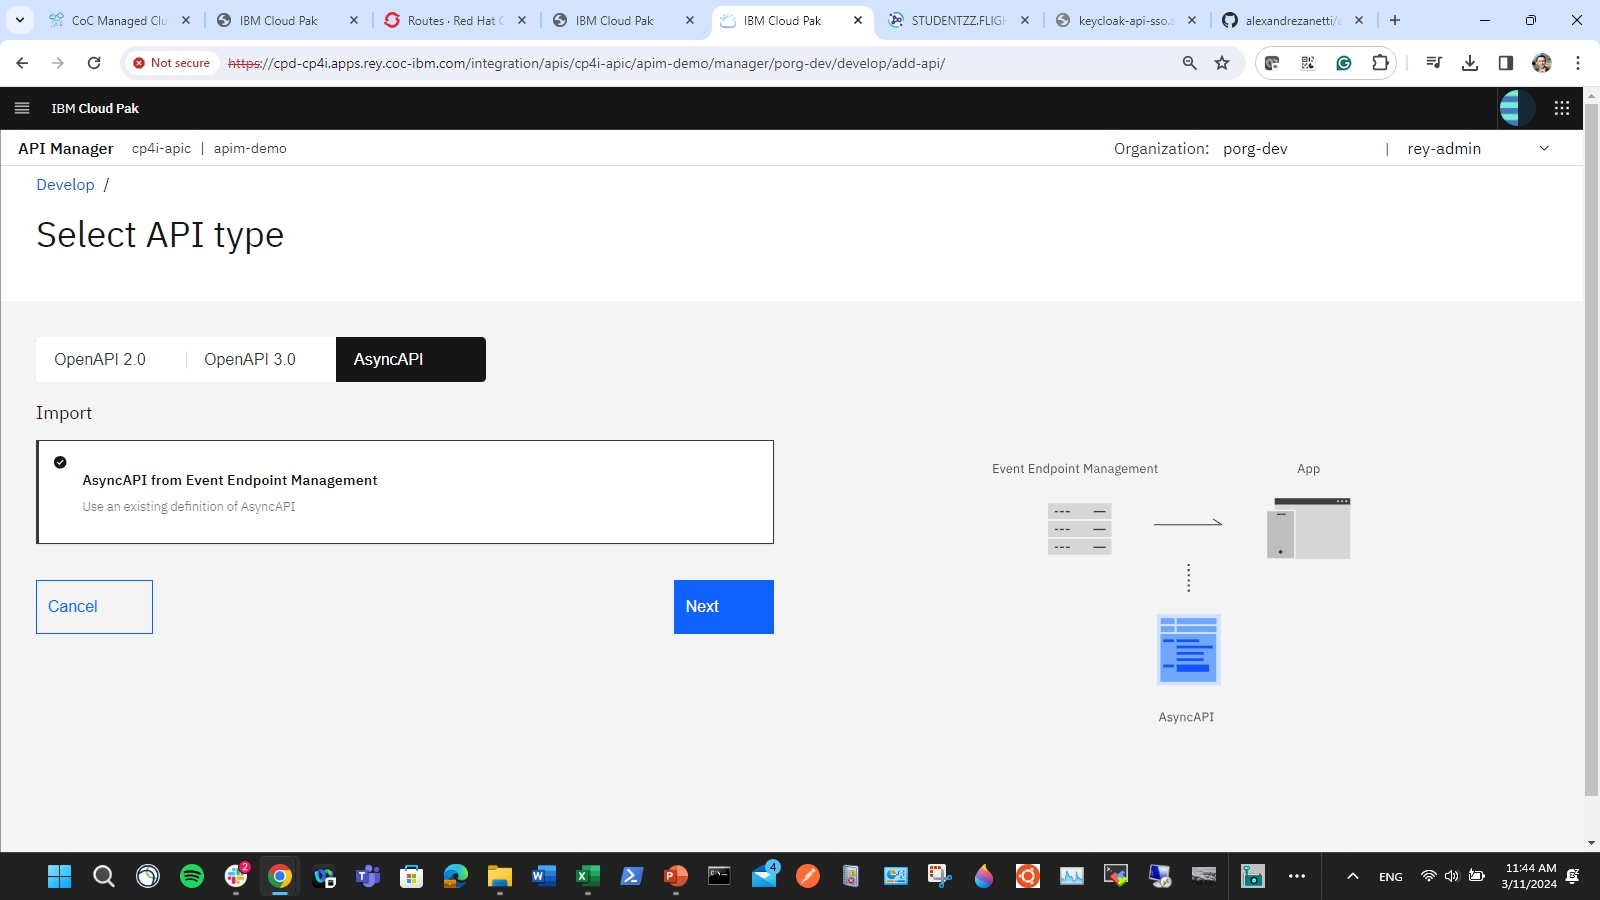 CoC Managed Clu
IBM Cloud Pak
Routes · Red Hat
IBM Cloud Pak
IBM Cloud Pak
STUDENTZZ.FLIGH
keycloak-api-sso.
alexandrezanetti/
Not secure
https://cpd-cp4i.apps.rey.coc-ibm.com/integration/apis/cp4i-apic/apim-demo/manager/porg-dev/develop/add-api/
IBM Cloud Pak
API Manager cp4i-apic | apim-demo
Organization: porg-dev | rey-admin
Develop /
Select API type
OpenAPI 2.0
OpenAPI 3.0
AsyncAPI
Import
AsyncAPI from Event Endpoint Management
Use an existing definition of AsyncAPI
Cancel
Next
Event Endpoint Management
App
AsyncAPI
2
4
ENG
11:44 AM
3/11/2024